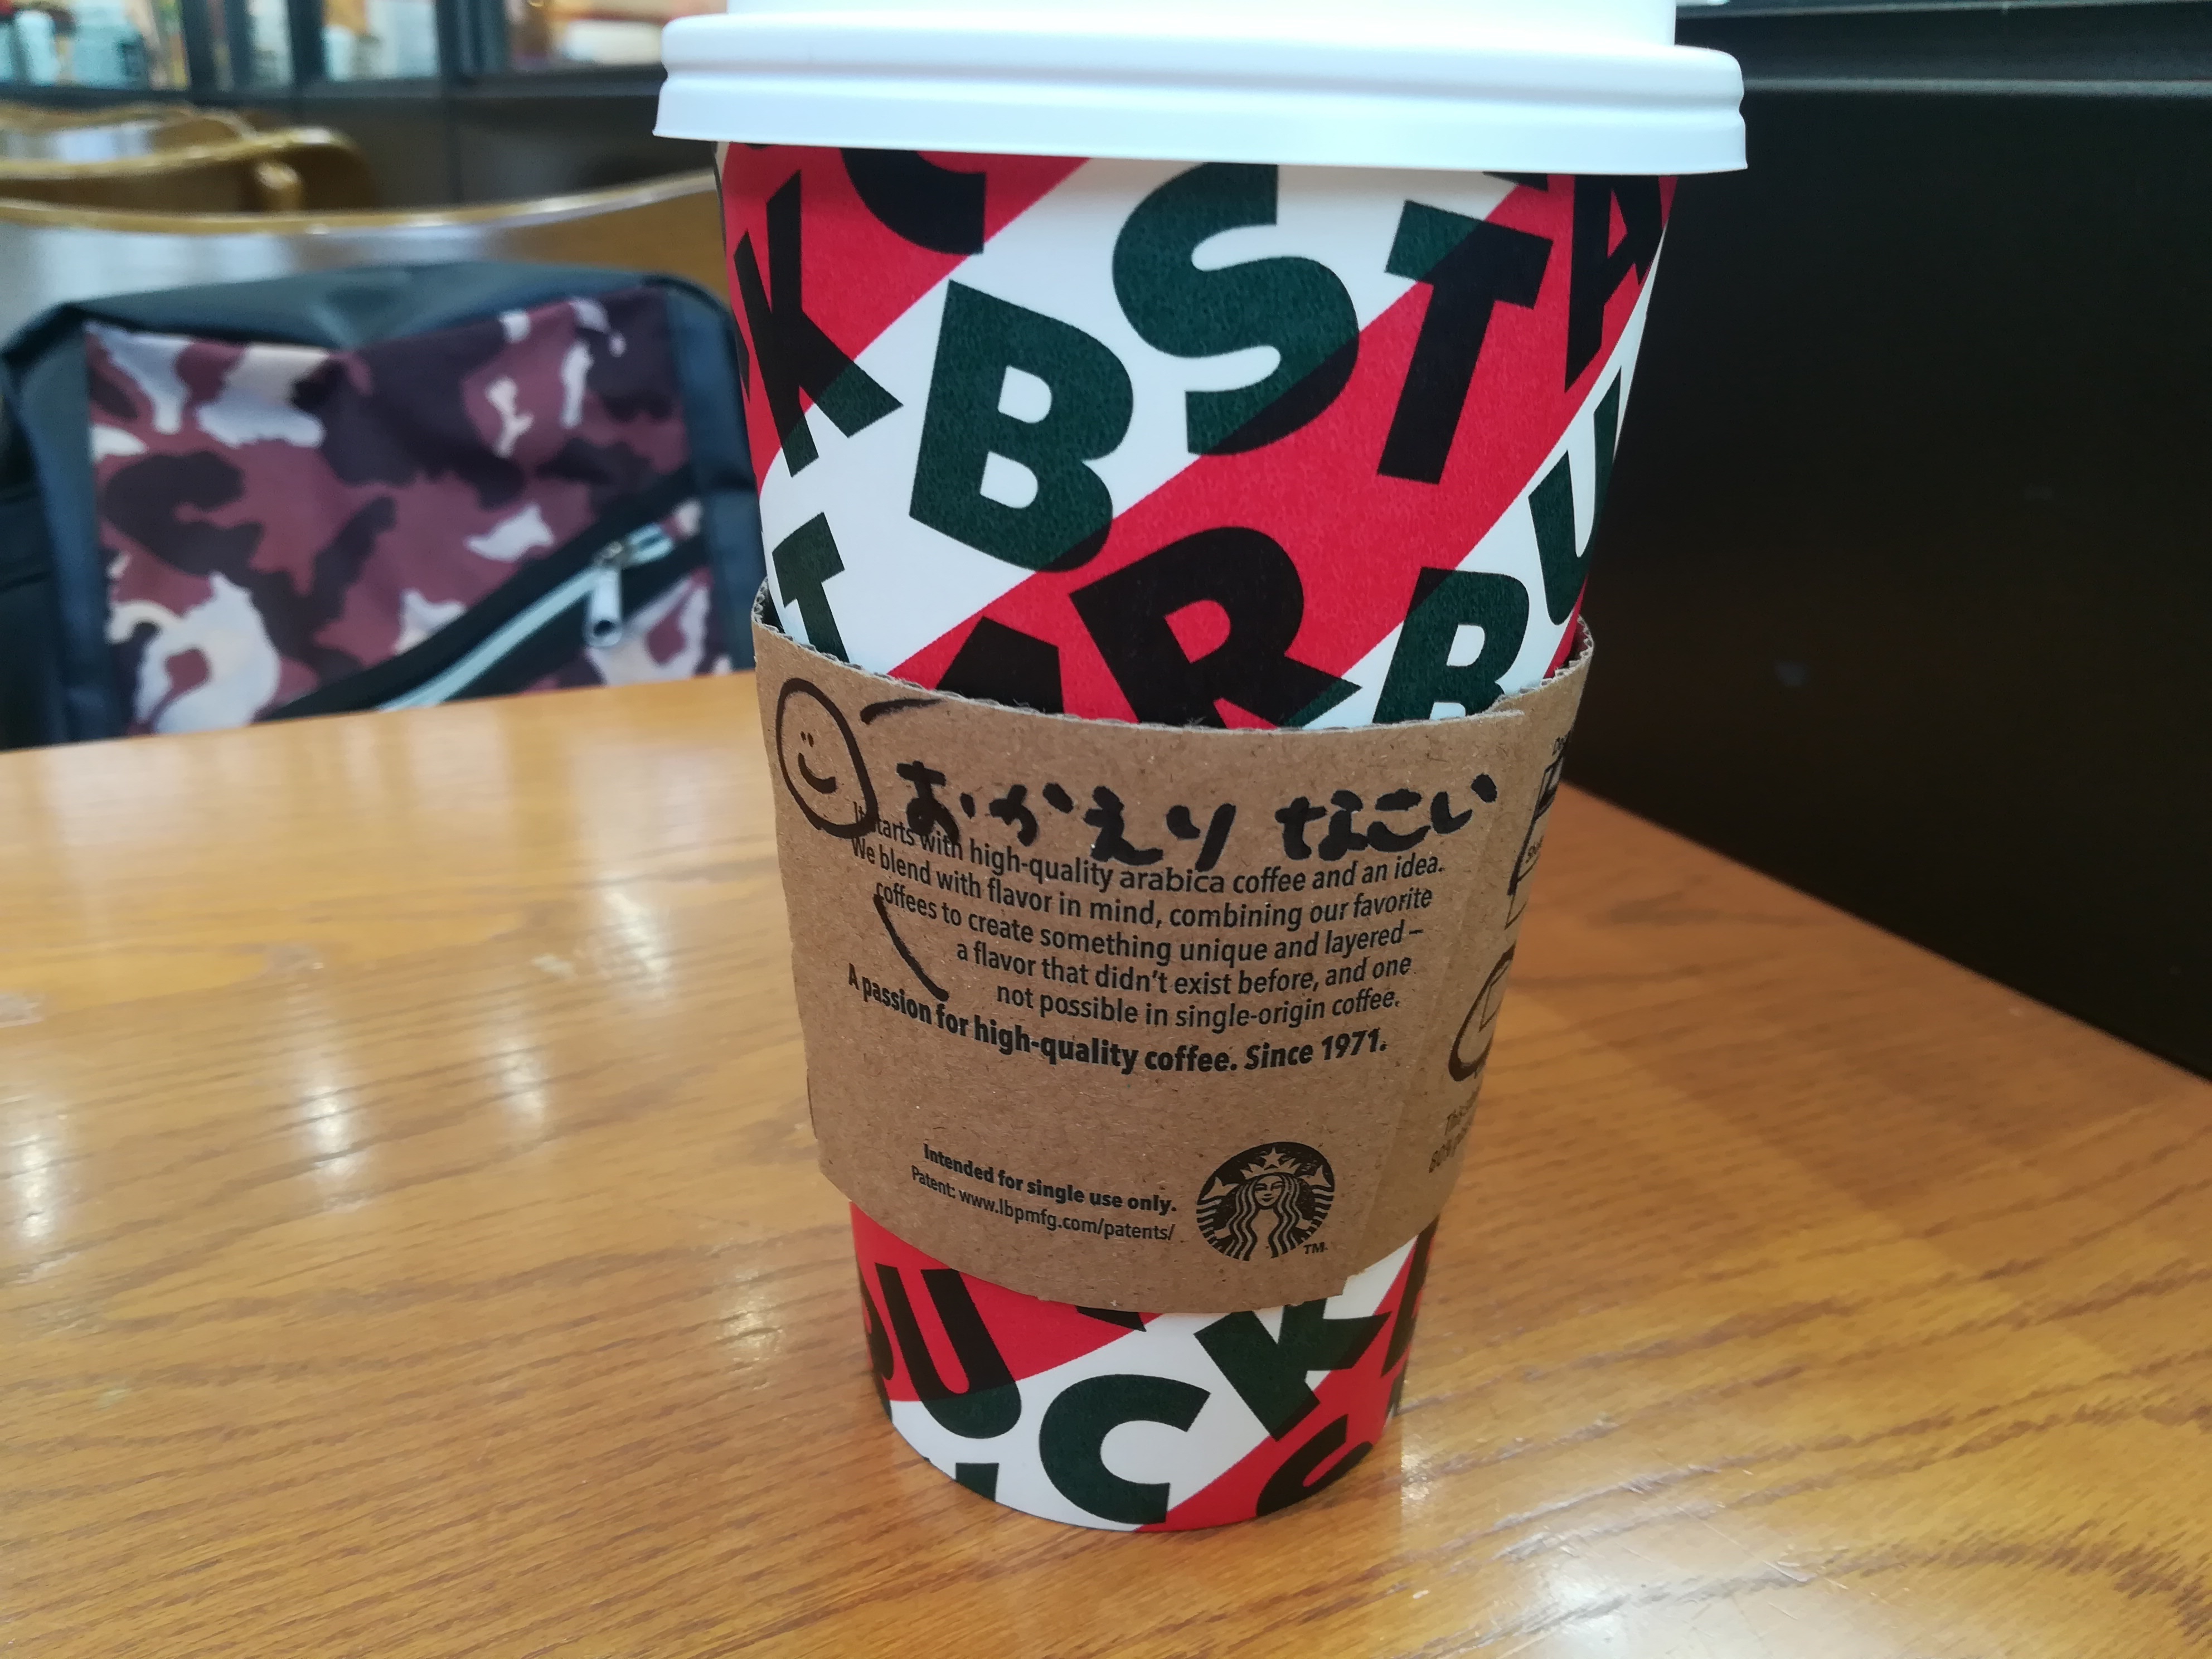 K C B S T A
T A R B U
おかえり なこい
It starts with high-quality arabica coffee and an idea.
We blend with flavor in mind, combining our favorite
coffees to create something unique and layered –
a flavor that didn't exist before, and one
not possible in single-origin coffee.
A passion for high-quality coffee. Since 1971.
Intended for single use only.
Patent: www.lbpmfg.com/patents/
TM
U C K